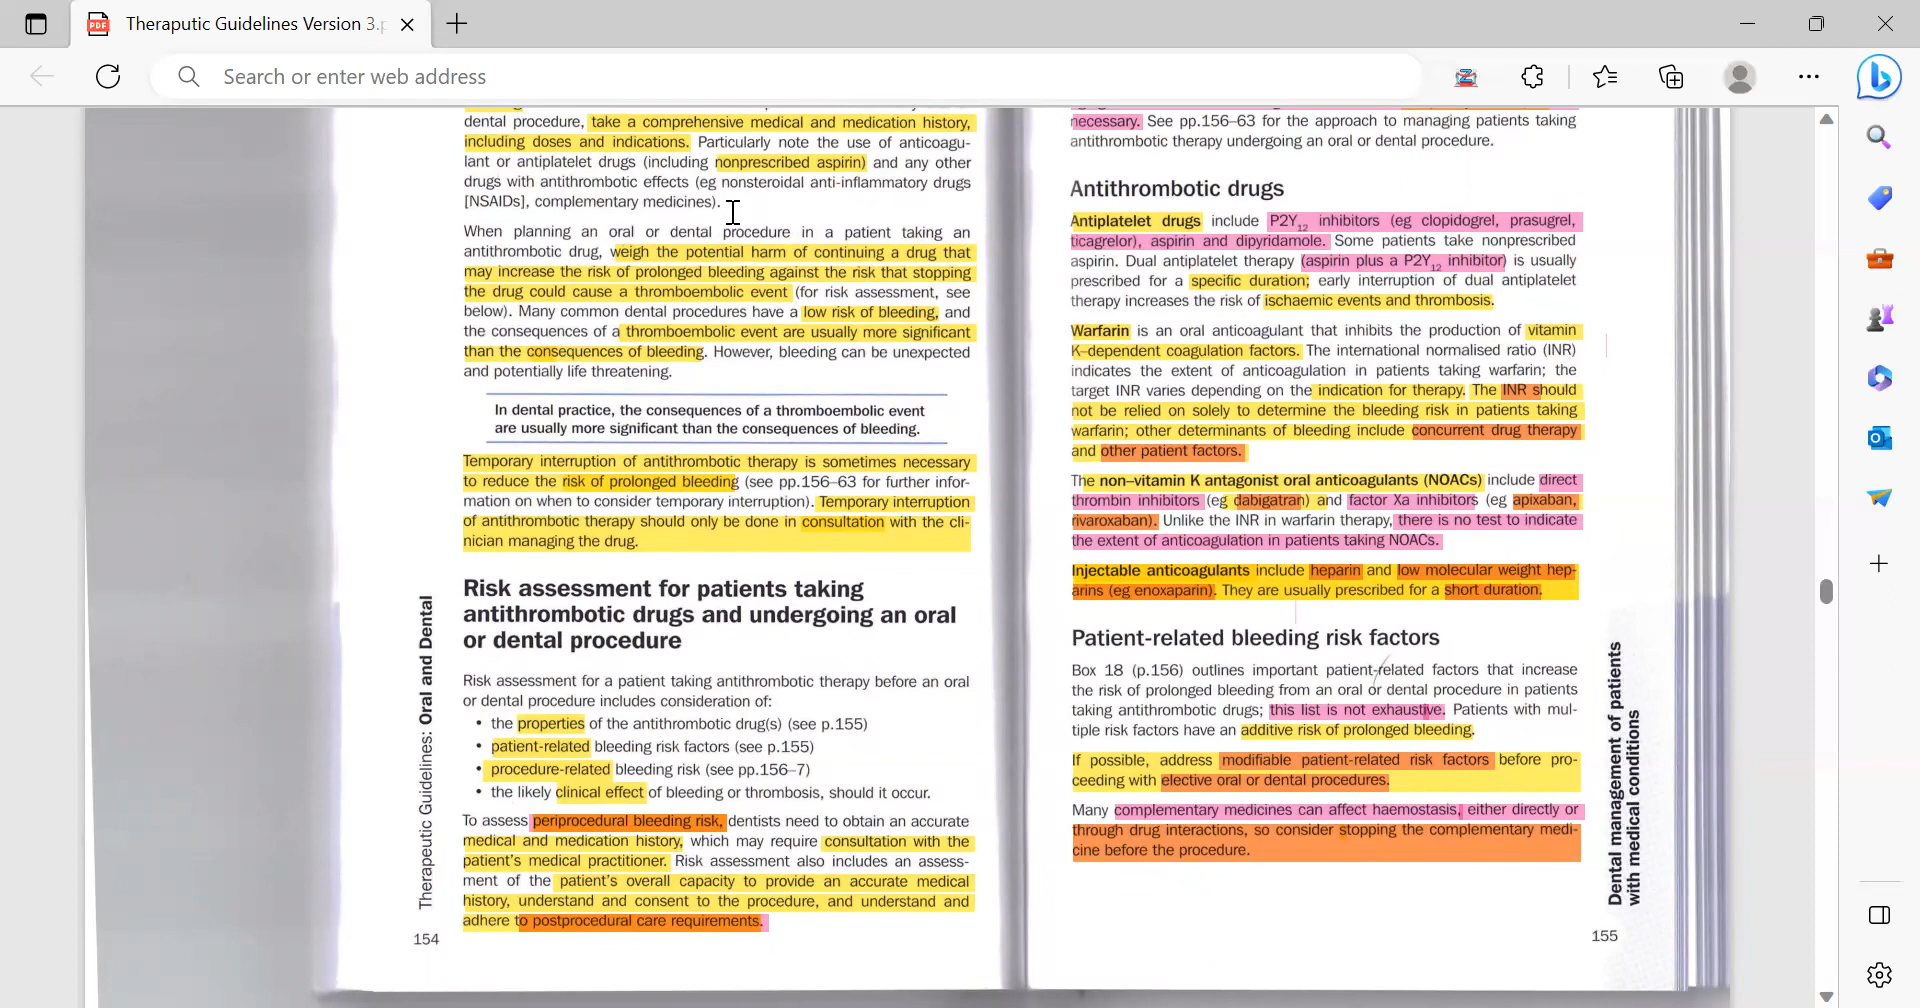 Theraputic Guidelines Version 3.p
Search or enter web address
dental procedure, take a comprehensive medical and medication history,
including doses and indications. Particularly note the use of anticoagu-
lant or antiplatelet drugs (including nonprescribed aspirin) and any other
drugs with antithrombotic effects (eg nonsteroidal anti-inflammatory drugs
[NSAIDs], complementary medicines).
When planning an oral or dental procedure in a patient taking an
antithrombotic drug, weigh the potential harm of continuing a drug that
may increase the risk of prolonged bleeding against the risk that stopping
the drug could cause a thromboembolic event (for risk assessment, see
below). Many common dental procedures have a low risk of bleeding, and
the consequences of a thromboembolic event are usually more significant
than the consequences of bleeding. However, bleeding can be unexpected
and potentially life threatening.
In dental practice, the consequences of a thromboembolic event
are usually more significant than the consequences of bleeding.
Temporary interruption of antithrombotic therapy is sometimes necessary
to reduce the risk of prolonged bleeding (see pp.156–63 for further infor-
mation on when to consider temporary interruption). Temporary interruption
of antithrombotic therapy should only be done in consultation with the cli-
nician managing the drug.
Risk assessment for patients taking
antithrombotic drugs and undergoing an oral
or dental procedure
Risk assessment for a patient taking antithrombotic therapy before an oral
or dental procedure includes consideration of:
• the properties of the antithrombotic drug(s) (see p.155)
• patient-related bleeding risk factors (see p.155)
• procedure-related bleeding risk (see pp.156–7)
• the likely clinical effect of bleeding or thrombosis, should it occur.
To assess periprocedural bleeding risk, dentists need to obtain an accurate
medical and medication history, which may require consultation with the
patient's medical practitioner. Risk assessment also includes an assess-
ment of the patient's overall capacity to provide an accurate medical
history, understand and consent to the procedure, and understand and
adhere to postprocedural care requirements.
Therapeutic Guidelines: Oral and Dental
154
necessary. See pp.156–63 for the approach to managing patients taking
antithrombotic therapy undergoing an oral or dental procedure.
Antithrombotic drugs
Antiplatelet drugs include P2Y12 inhibitors (eg clopidogrel, prasugrel,
ticagrelor), aspirin and dipyridamole. Some patients take nonprescribed
aspirin. Dual antiplatelet therapy (aspirin plus a P2Y12 inhibitor) is usually
prescribed for a specific duration; early interruption of dual antiplatelet
therapy increases the risk of ischaemic events and thrombosis.
Warfarin is an oral anticoagulant that inhibits the production of vitamin
K–dependent coagulation factors. The international normalised ratio (INR)
indicates the extent of anticoagulation in patients taking warfarin; the
target INR varies depending on the indication for therapy. The INR should
not be relied on solely to determine the bleeding risk in patients taking
warfarin; other determinants of bleeding include concurrent drug therapy
and other patient factors.
The non–vitamin K antagonist oral anticoagulants (NOACs) include direct
thrombin inhibitors (eg dabigatran) and factor Xa inhibitors (eg apixaban,
rivaroxaban). Unlike the INR in warfarin therapy, there is no test to indicate
the extent of anticoagulation in patients taking NOACs.
Injectable anticoagulants include heparin and low molecular weight hep-
arins (eg enoxaparin). They are usually prescribed for a short duration.
Patient-related bleeding risk factors
Box 18 (p.156) outlines important patient-related factors that increase
the risk of prolonged bleeding from an oral or dental procedure in patients
taking antithrombotic drugs; this list is not exhaustive. Patients with mul-
tiple risk factors have an additive risk of prolonged bleeding.
If possible, address modifiable patient-related risk factors before pro-
ceeding with elective oral or dental procedures.
Many complementary medicines can affect haemostasis, either directly or
through drug interactions, so consider stopping the complementary medi-
cine before the procedure.
Dental management of patients
with medical conditions
155